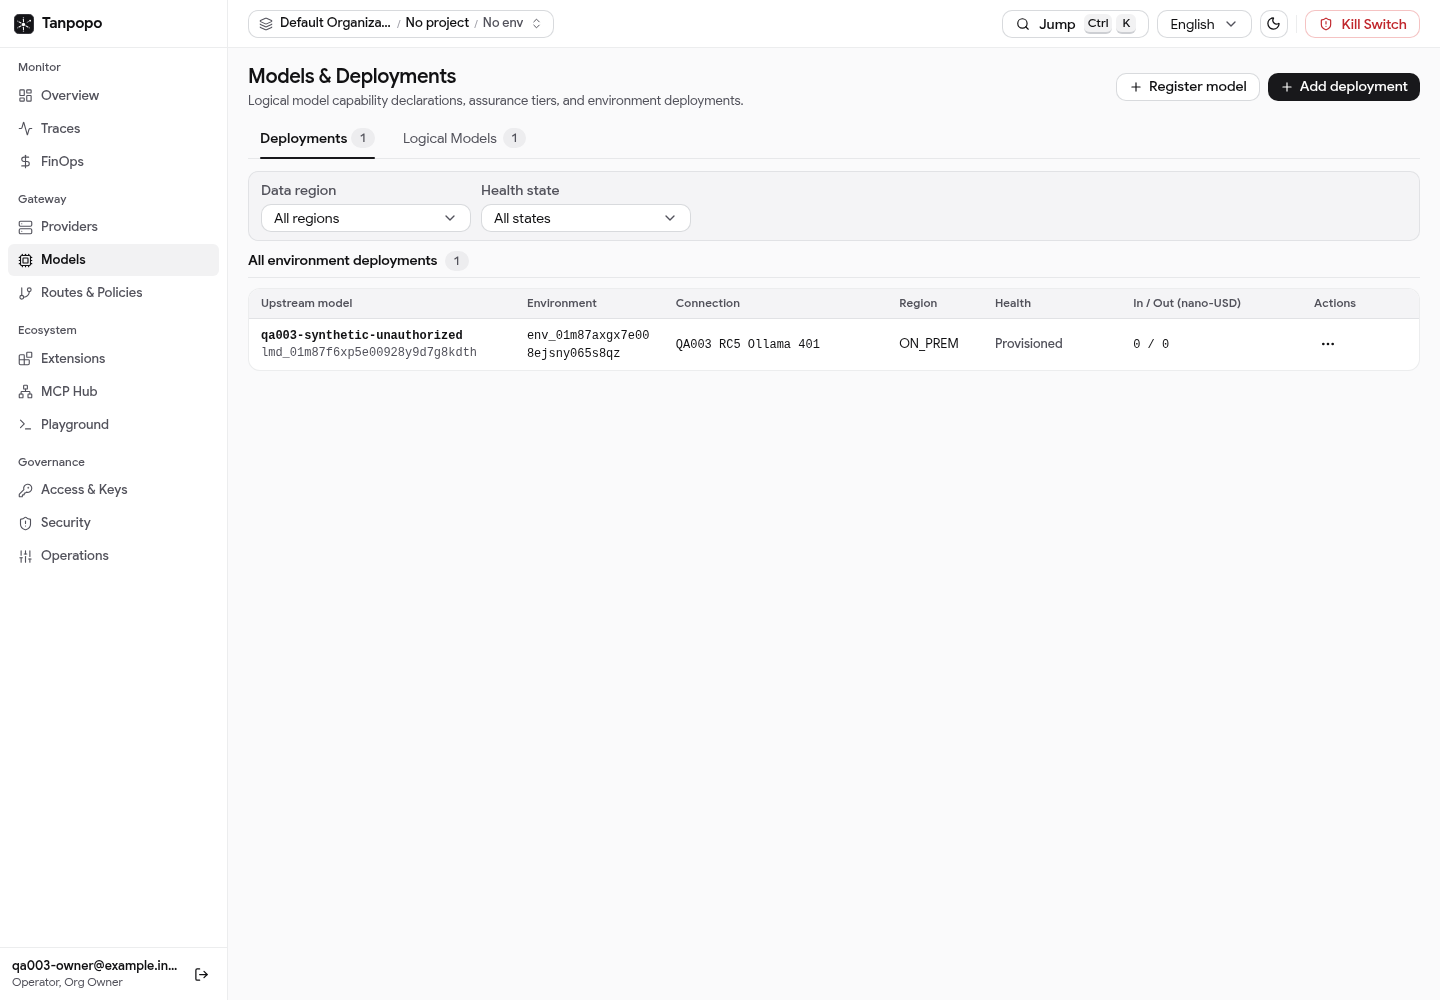 Tanpopo
Default Organiza... / No project / No env
Jump Ctrl K
English
Kill Switch
Monitor
Overview
Traces
FinOps
Gateway
Providers
Models
Routes & Policies
Ecosystem
Extensions
MCP Hub
Playground
Governance
Access & Keys
Security
Operations
qa003-owner@example.in...
Operator, Org Owner
Models & Deployments
Logical model capability declarations, assurance tiers, and environment deployments.
Register model
Add deployment
Deployments 1
Logical Models 1
Data region
Health state
All regions
All states
All environment deployments 1
Upstream model Environment Connection Region Health In / Out (nano-USD) Actions
qa003-synthetic-unauthorized
lmd_01m87f6xp5e00928y9d7g8kdth
env_01m87axgx7e00
8ejsny065s8qz
QA003 RC5 Ollama 401
ON_PREM
Provisioned
0 / 0